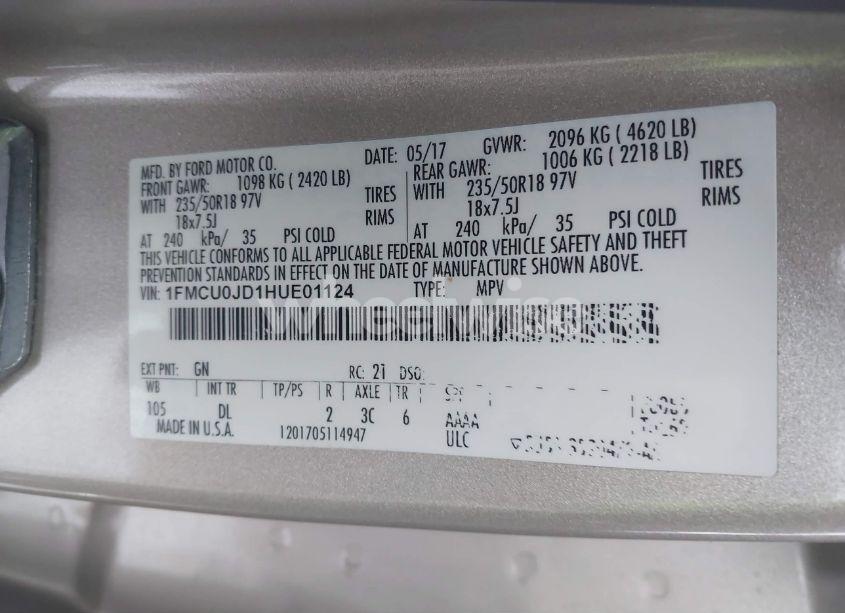 MFD. BY FORD MOTOR CO. DATE: 05/17 GVWR: 2096 KG ( 4620 LB)
FRONT GAWR: 1098 KG ( 2420 LB) REAR GAWR: 1006 KG ( 2218 LB)
WITH 235/50R18 97V TIRES WITH 235/50R18 97V TIRES
18x7.5J RIMS 18x7.5J RIMS
AT 240 kPa/ 35 PSI COLD AT 240 kPa/ 35 PSI COLD
THIS VEHICLE CONFORMS TO ALL APPLICABLE FEDERAL MOTOR VEHICLE SAFETY AND THEFT
PREVENTION STANDARDS IN EFFECT ON THE DATE OF MANUFACTURE SHOWN ABOVE.
VIN: 1FMCU0JD1HUE01124 TYPE: MPV
Wheelwiss
EXT PNT: GN RC: 21 DSO:
WB INT TR TP/PS R AXLE TR
105 DL 2 3C 6 AAAA
MADE IN U.S.A. 1201705114947 ULC